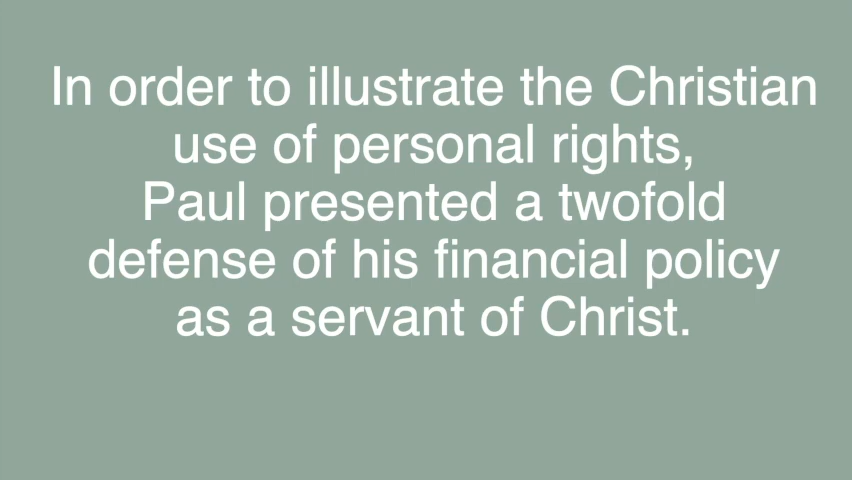 In order to illustrate the Christian
use of personal rights,
Paul presented a twofold
defense of his financial policy
as a servant of Christ.